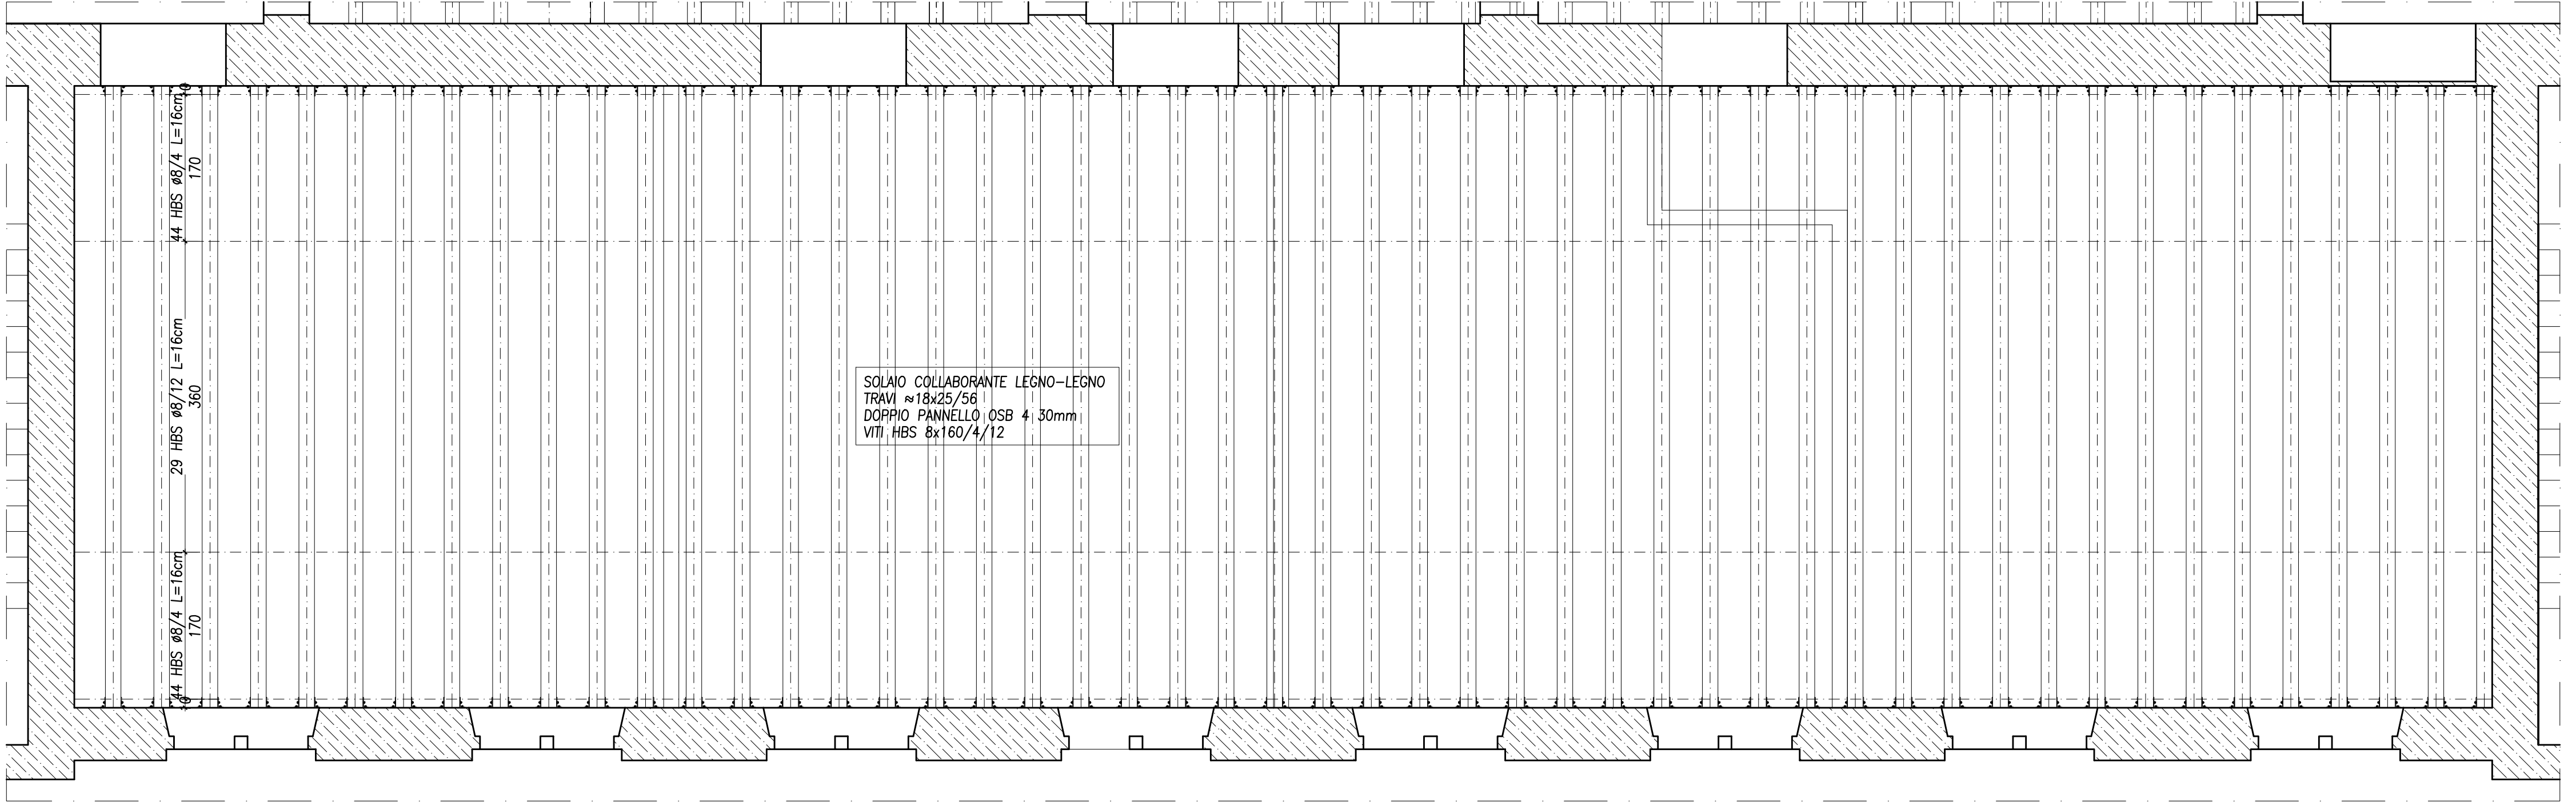 44 HBS ø8/4 L=16cm
170
29 HBS ø8/12 L=16cm
360
44 HBS ø8/4 L=16cm
170
SOLAIO COLLABORANTE LEGNO-LEGNO
TRAVI ≈18x25/56
DOPPIO PANNELLO OSB 4 30mm
VITI HBS 8x160/4/12